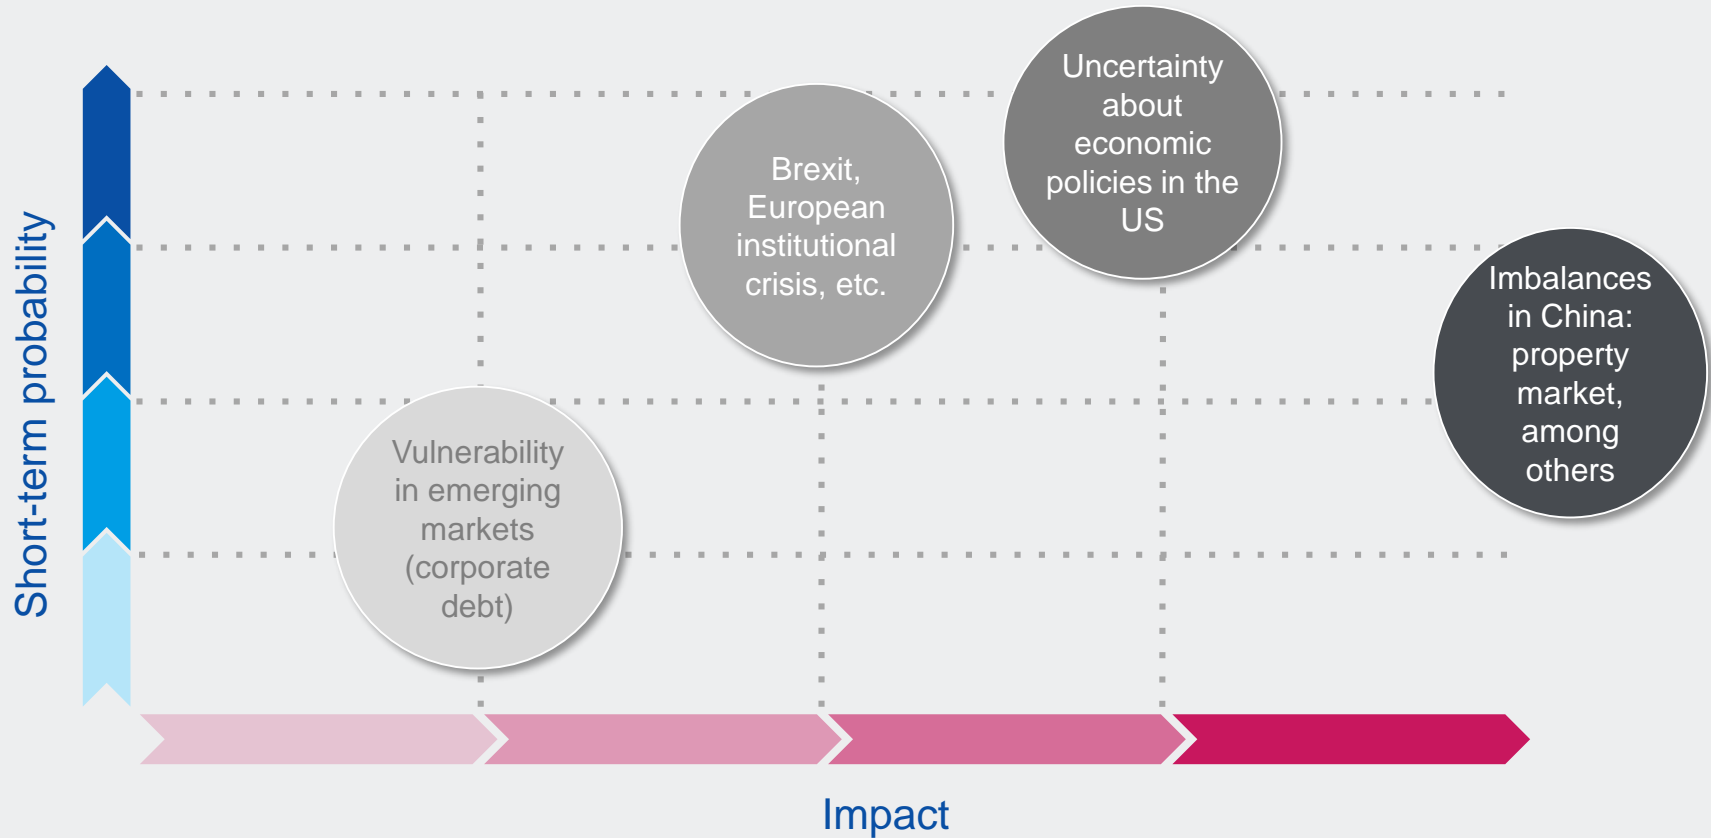 Short-term probability
Uncertainty
about
economic
policies in the
US
Brexit,
European
institutional
crisis, etc.
Imbalances
in China:
property
market,
among
others
Vulnerability
in emerging
markets
(corporate
debt)
Impact